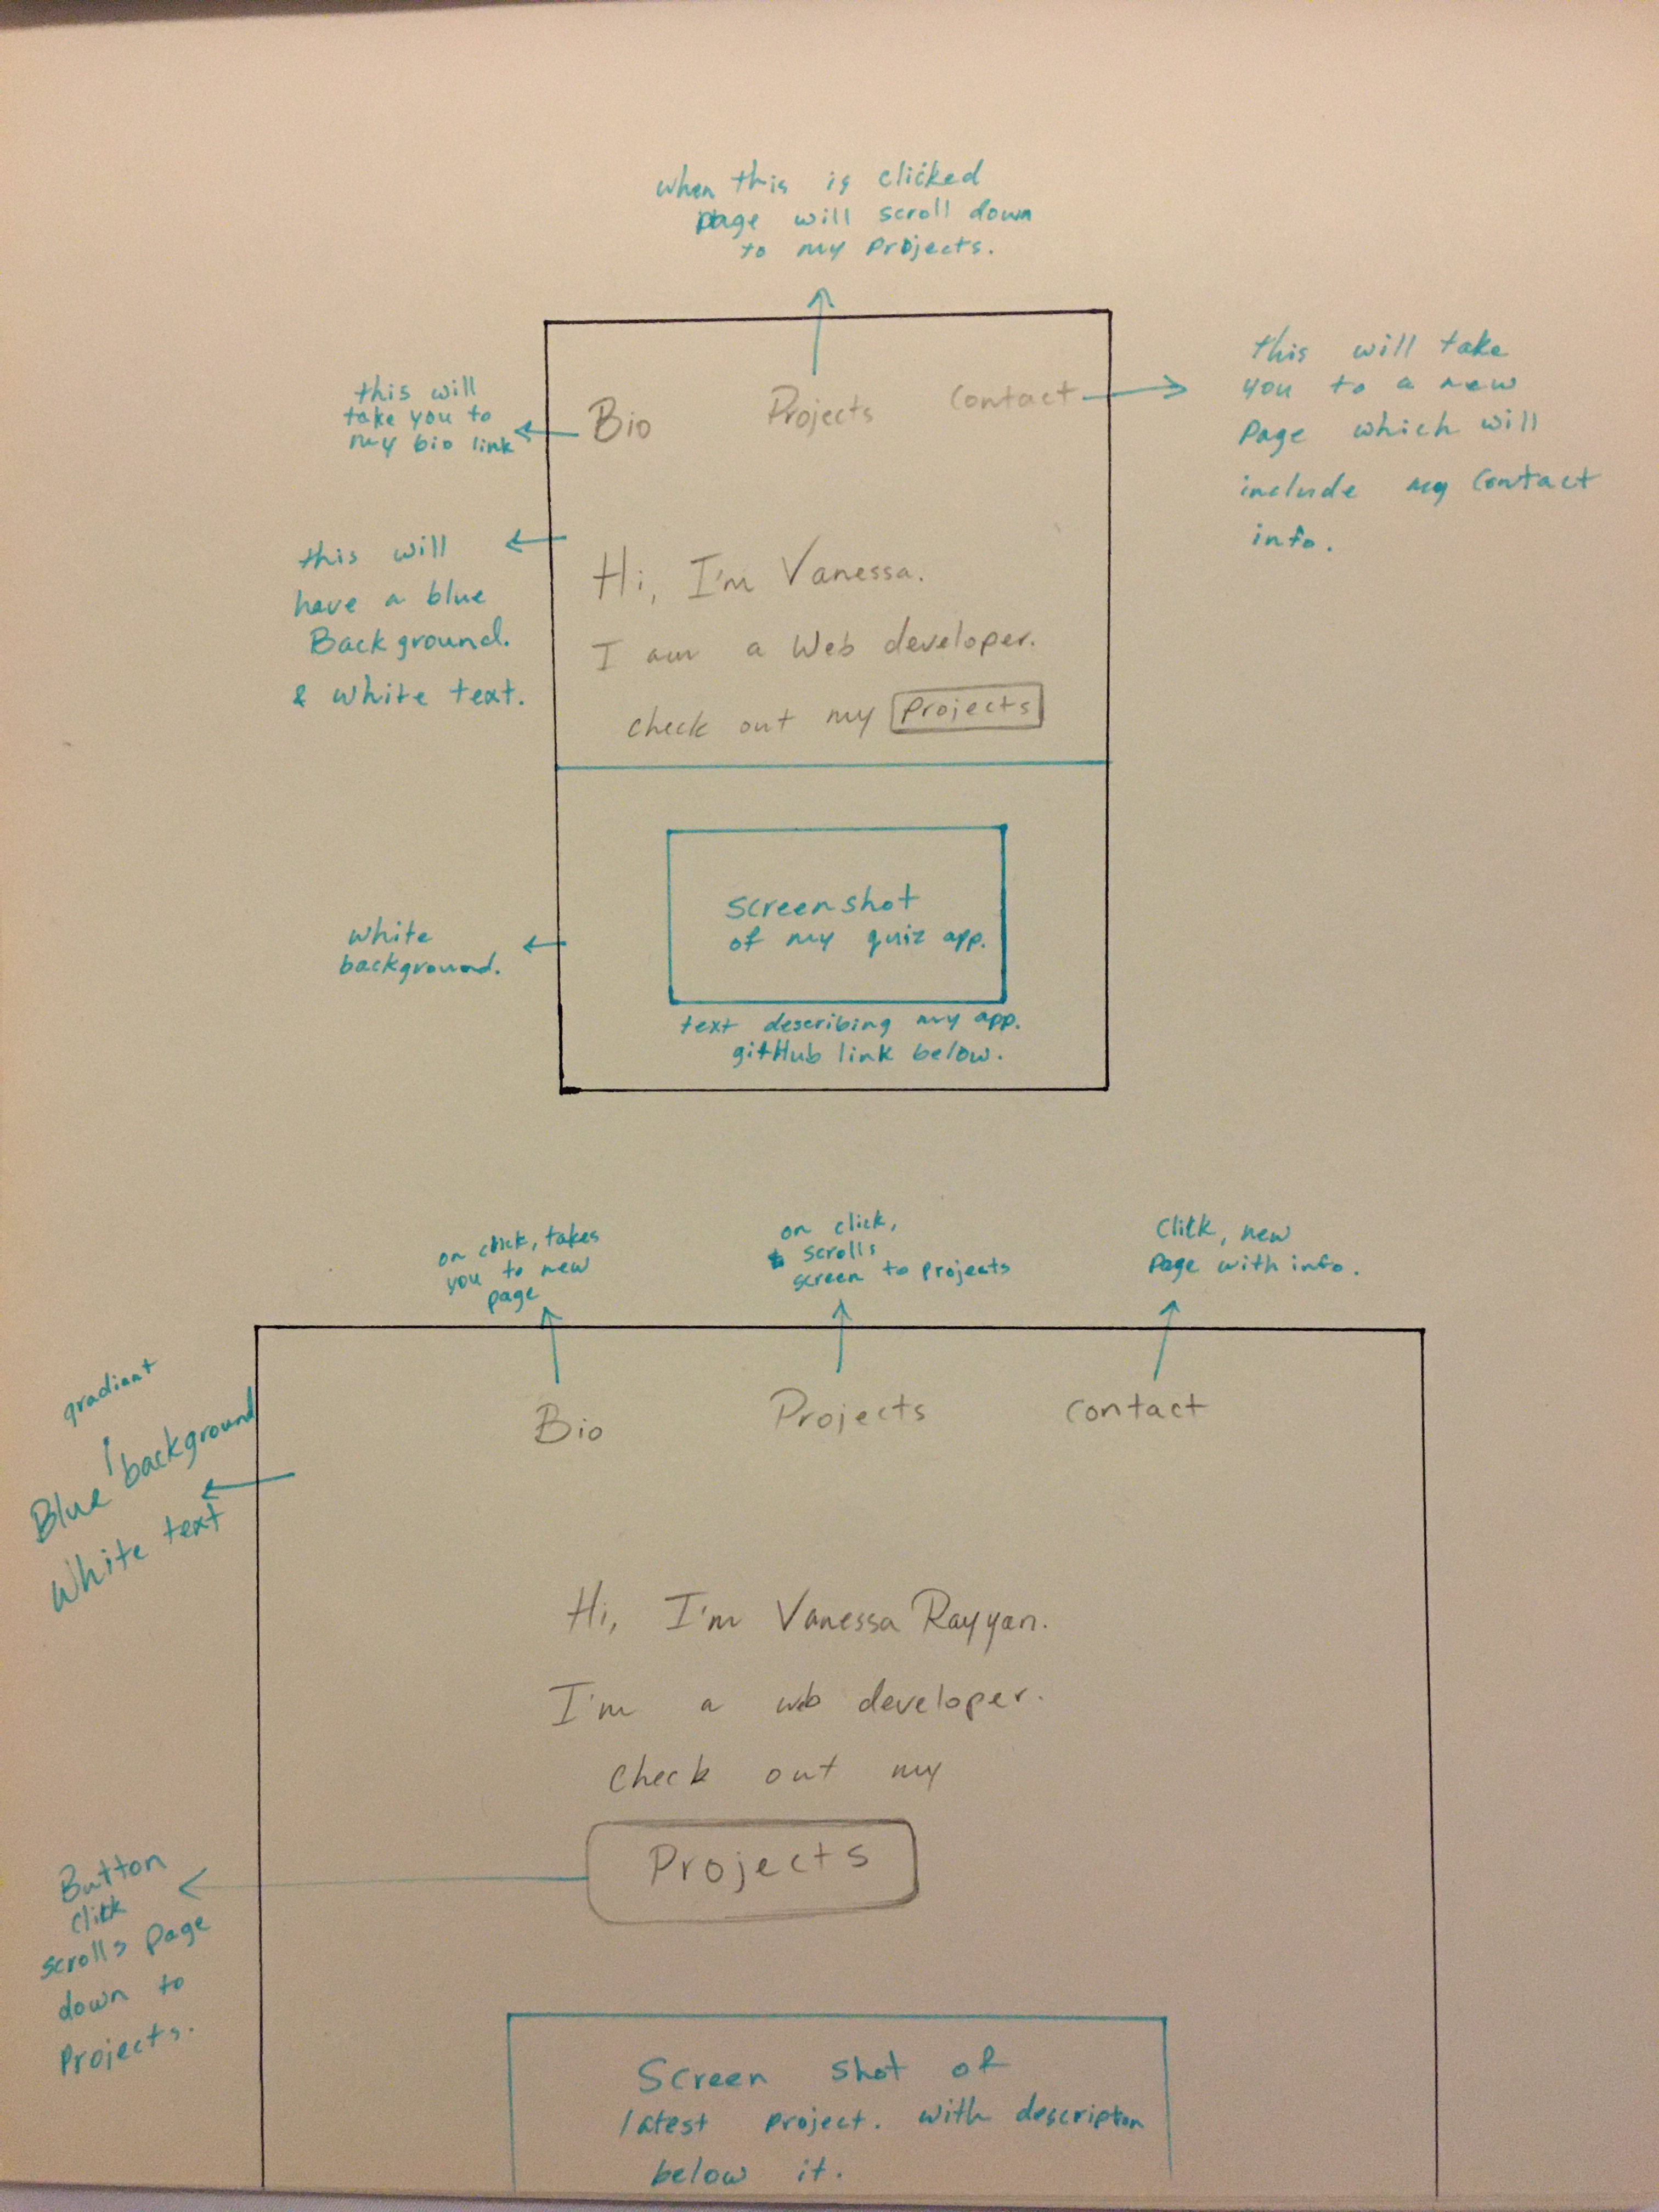 when this is clicked
page will scroll down
to my projects.
this will
take you to
my bio link
Bio
Projects
Contact
this will take
you to a new
page which will
include my contact
info.
this will
have a blue
Background.
& white text.
Hi, I'm Vanessa.
I am a Web developer.
check out my Projects
white
background.
screenshot
of my quiz app.
text describing my app.
gitHub link below.
on click, takes
you to new
page
on click,
scrolls
screen to projects
Click, new
page with info.
gradient
Blue background
White text
Bio
Projects
Contact
Hi, I'm Vanessa Rayyan.
I'm a web developer.
check out my
Projects
Button
click
scrolls page
down to
Projects.
Screen shot of
latest project. with description
below it.